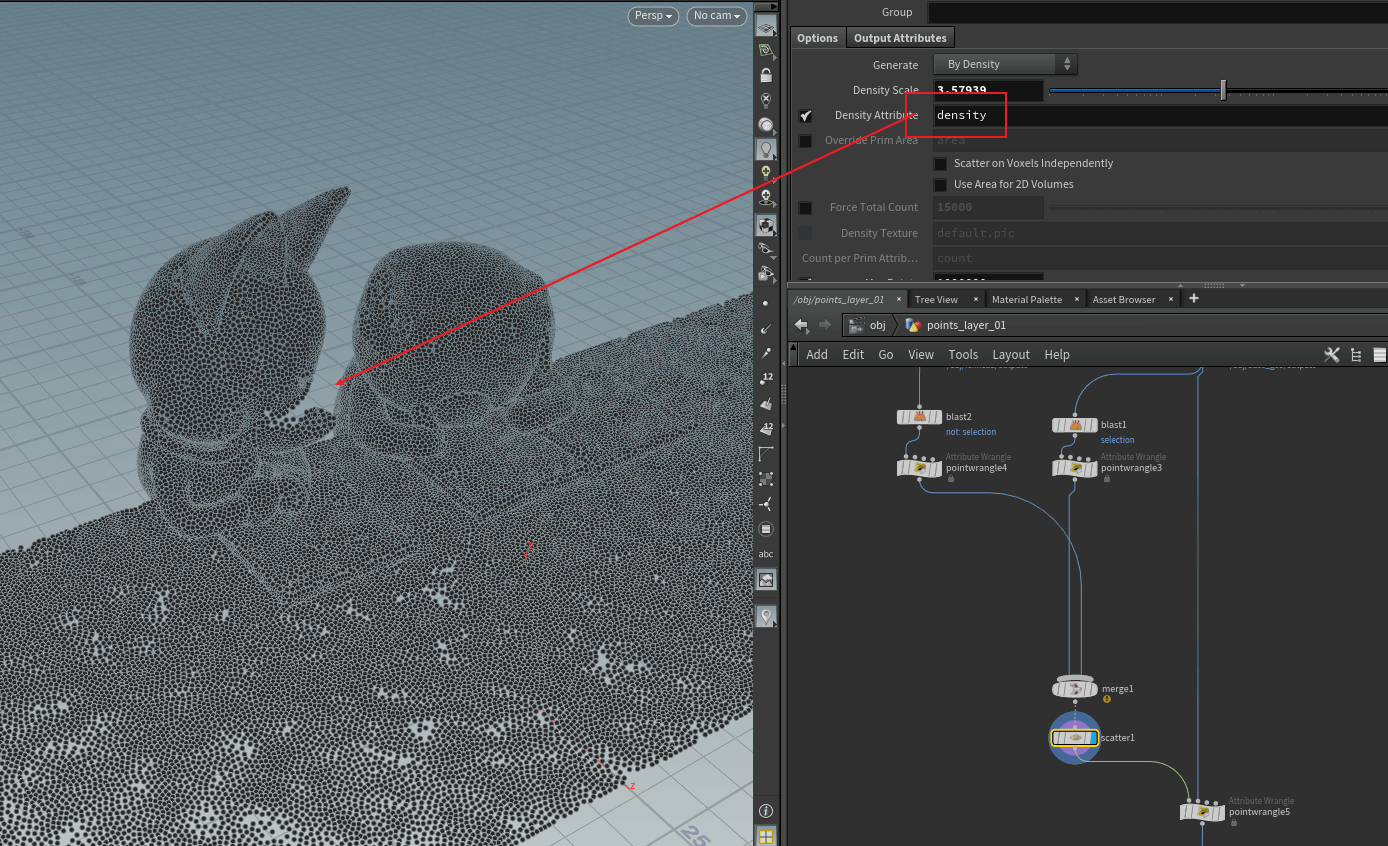 Persp
No cam
Group
Options
Output Attributes
Generate
By Density
Density Scale
3.57939
Density Attribute
density
Override Prim Area
area
Scatter on Voxels Independently
Use Area for 2D Volumes
Force Total Count
15000
Density Texture
default.pic
Count per Prim Attrib...
count
/obj/points_layer_01
Tree View
Material Palette
Asset Browser
obj
points_layer_01
Add
Edit
Go
View
Tools
Layout
Help
blast2
not: selection
Attribute Wrangle
pointwrangle4
blast1
selection
Attribute Wrangle
pointwrangle3
merge1
scatter1
Attribute Wrangle
pointwrangle5
12
12
abc
Y
z
25